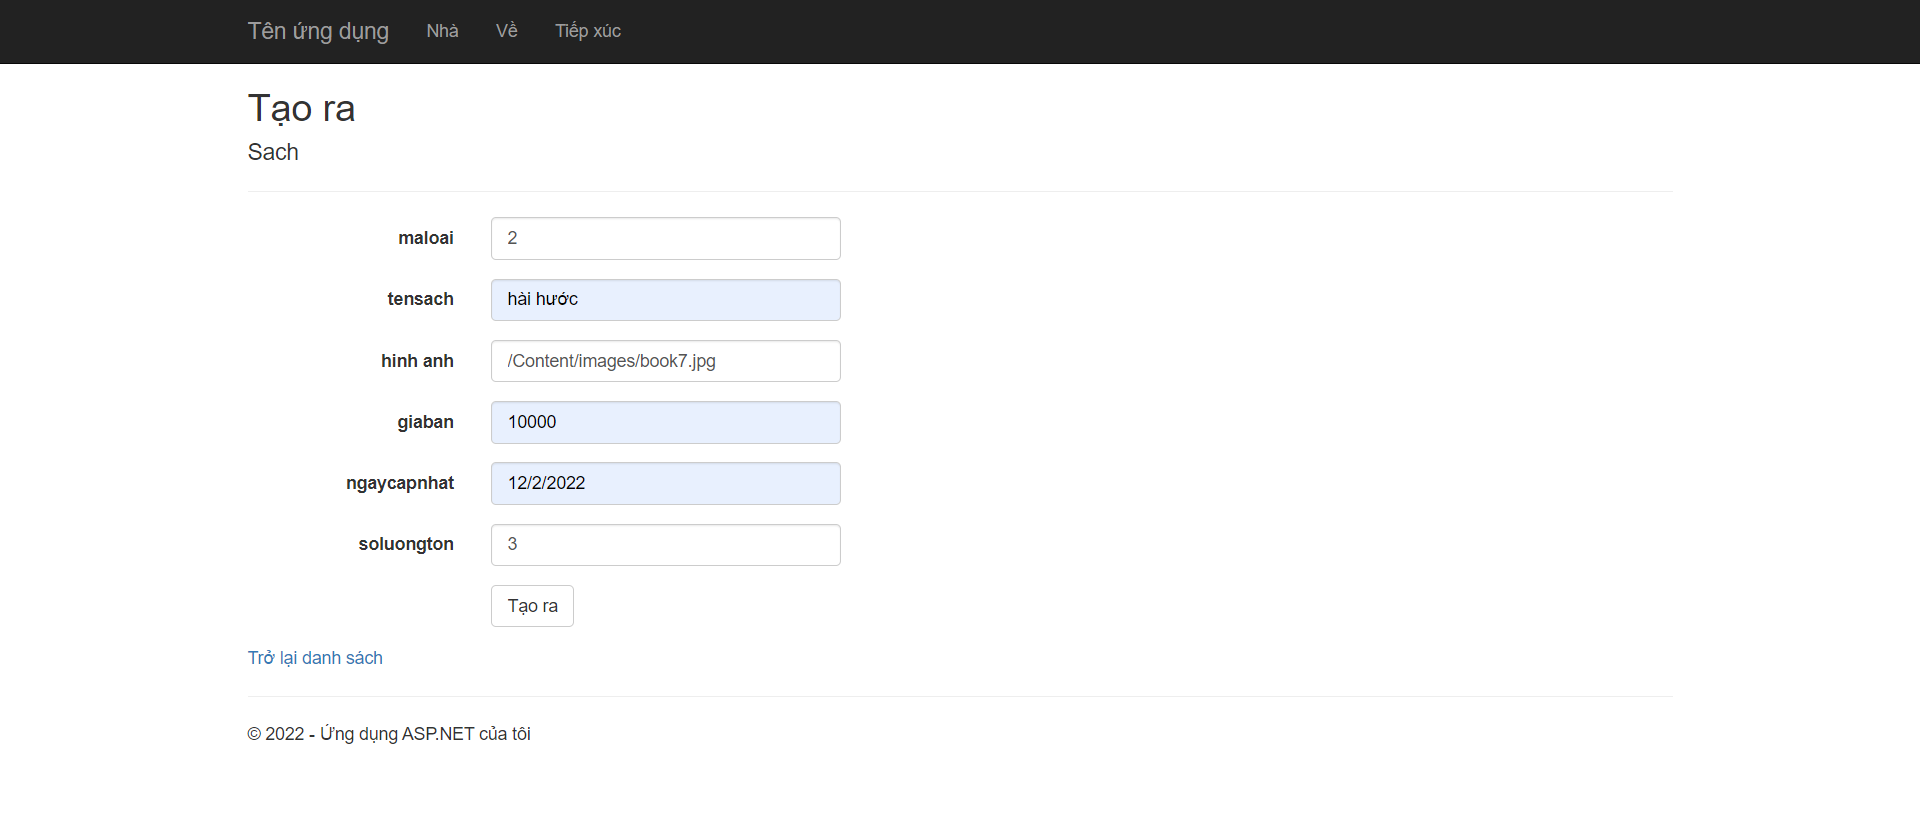 Tên ứng dụng Nhà Về Tiếp xúc
Tạo ra
Sach
maloai 2
tensach hài hước
hinh anh /Content/images/book7.jpg
giaban 10000
ngaycapnhat 12/2/2022
soluongton 3
Tạo ra
Trở lại danh sách
© 2022 - Ứng dụng ASP.NET của tôi